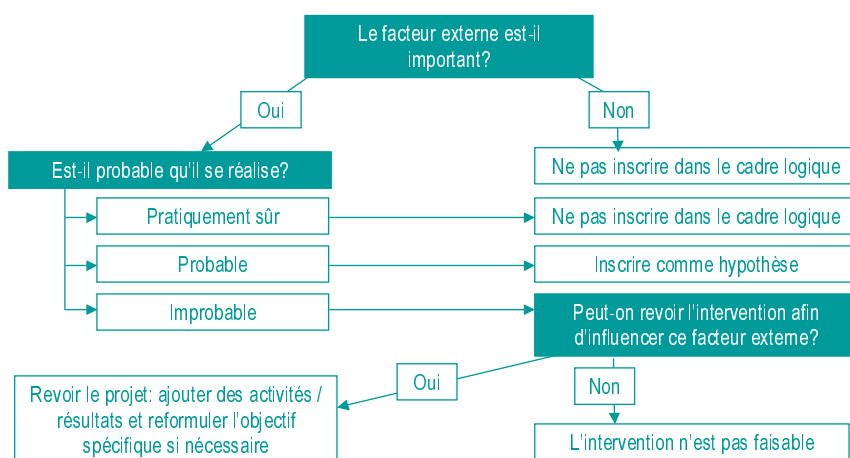 Le facteur externe est-il
important?
Oui
Non
Est-il probable qu'il se réalise?
Ne pas inscrire dans le cadre logique
Pratiquement sûr
Ne pas inscrire dans le cadre logique
Probable
Inscrire comme hypothèse
Improbable
Peut-on revoir l'intervention afin
d'influencer ce facteur externe?
Oui
Non
Revoir le projet: ajouter des activités /
résultats et reformuler l'objectif
spécifique si nécessaire
L'intervention n'est pas faisable